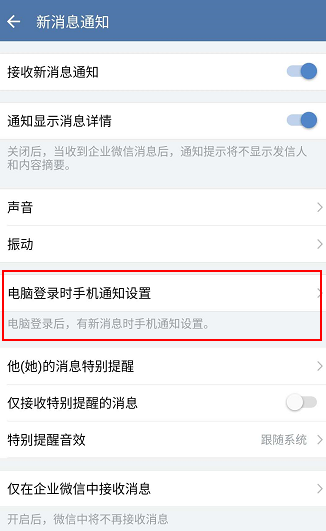 新消息通知
接收新消息通知
通知显示消息详情
关闭后，当收到企业微信消息后，通知提示将不显示发信人
和内容摘要。
声音
振动
电脑登录时手机通知设置
电脑登录后，有新消息时手机通知设置。
他(她)的消息特别提醒
仅接收特别提醒的消息
特别提醒音效 跟随系统
仅在企业微信中接收消息
开启后，微信中将不再接收消息